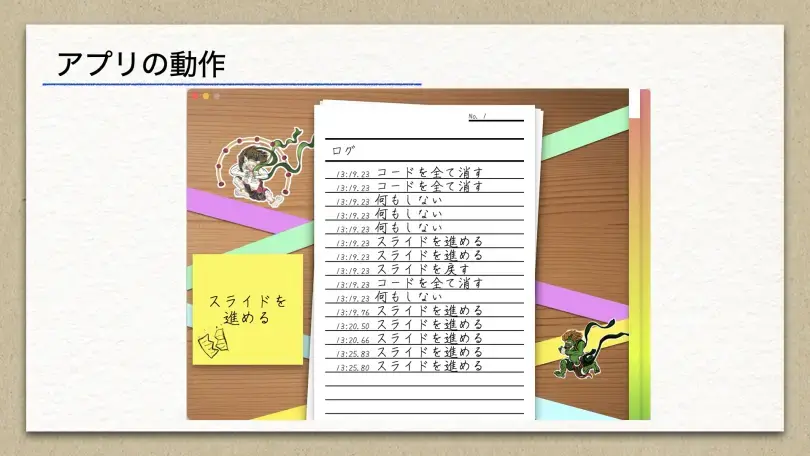 アプリの動作
No. 1
ログ
13:19.23 コードを全て消す
13:19.23 コードを全て消す
13:19.23 何もしない
13:19.23 何もしない
13:19.23 何もしない
13:19.23 スライドを進める
13:19.23 スライドを進める
13:19.23 スライドを戻す
13:19.23 コードを全て消す
13:19.23 何もしない
13:19.96 スライドを進める
13:20.50 スライドを進める
13:20.66 スライドを進める
13:25.83 スライドを進める
13:25.80 スライドを進める
スライドを
進める